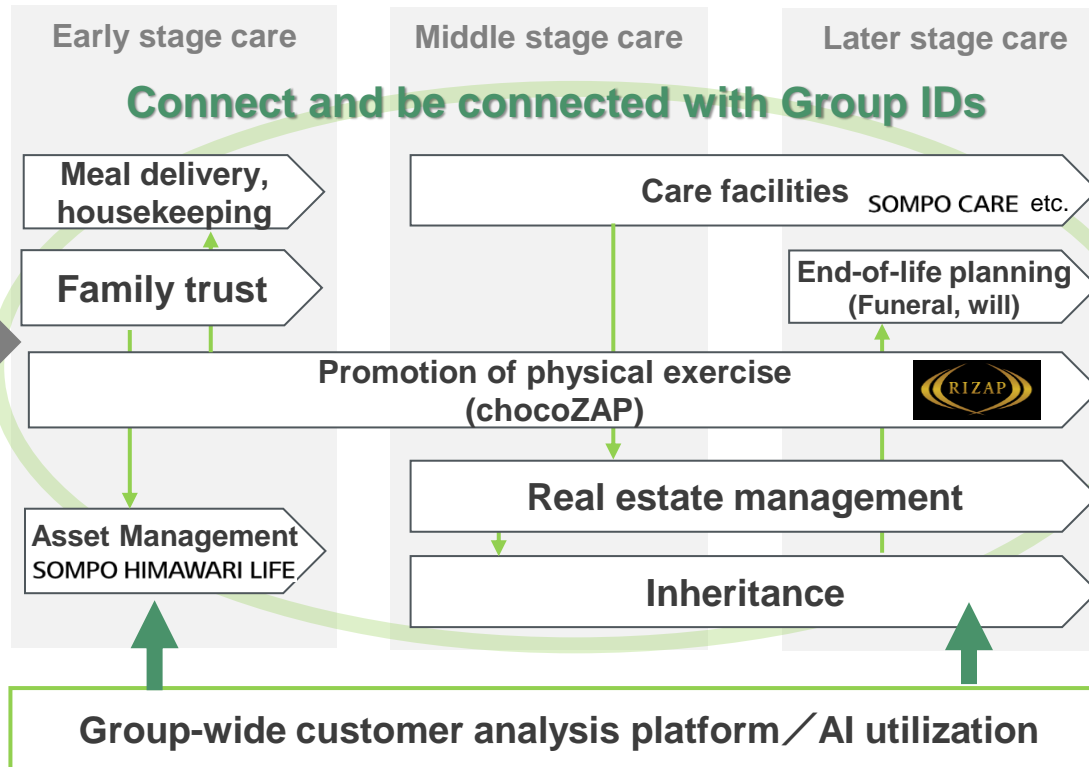 Early stage care
Middle stage care
Later stage care
Connect and be connected with Group IDs
Meal delivery,
housekeeping
Care facilities SOMPO CARE etc.
Family trust
End-of-life planning
(Funeral, will)
Promotion of physical exercise
(chocoZAP)
RIZAP
Real estate management
Asset Management
SOMPO HIMAWARI LIFE
Inheritance
Group-wide customer analysis platform／AI utilization